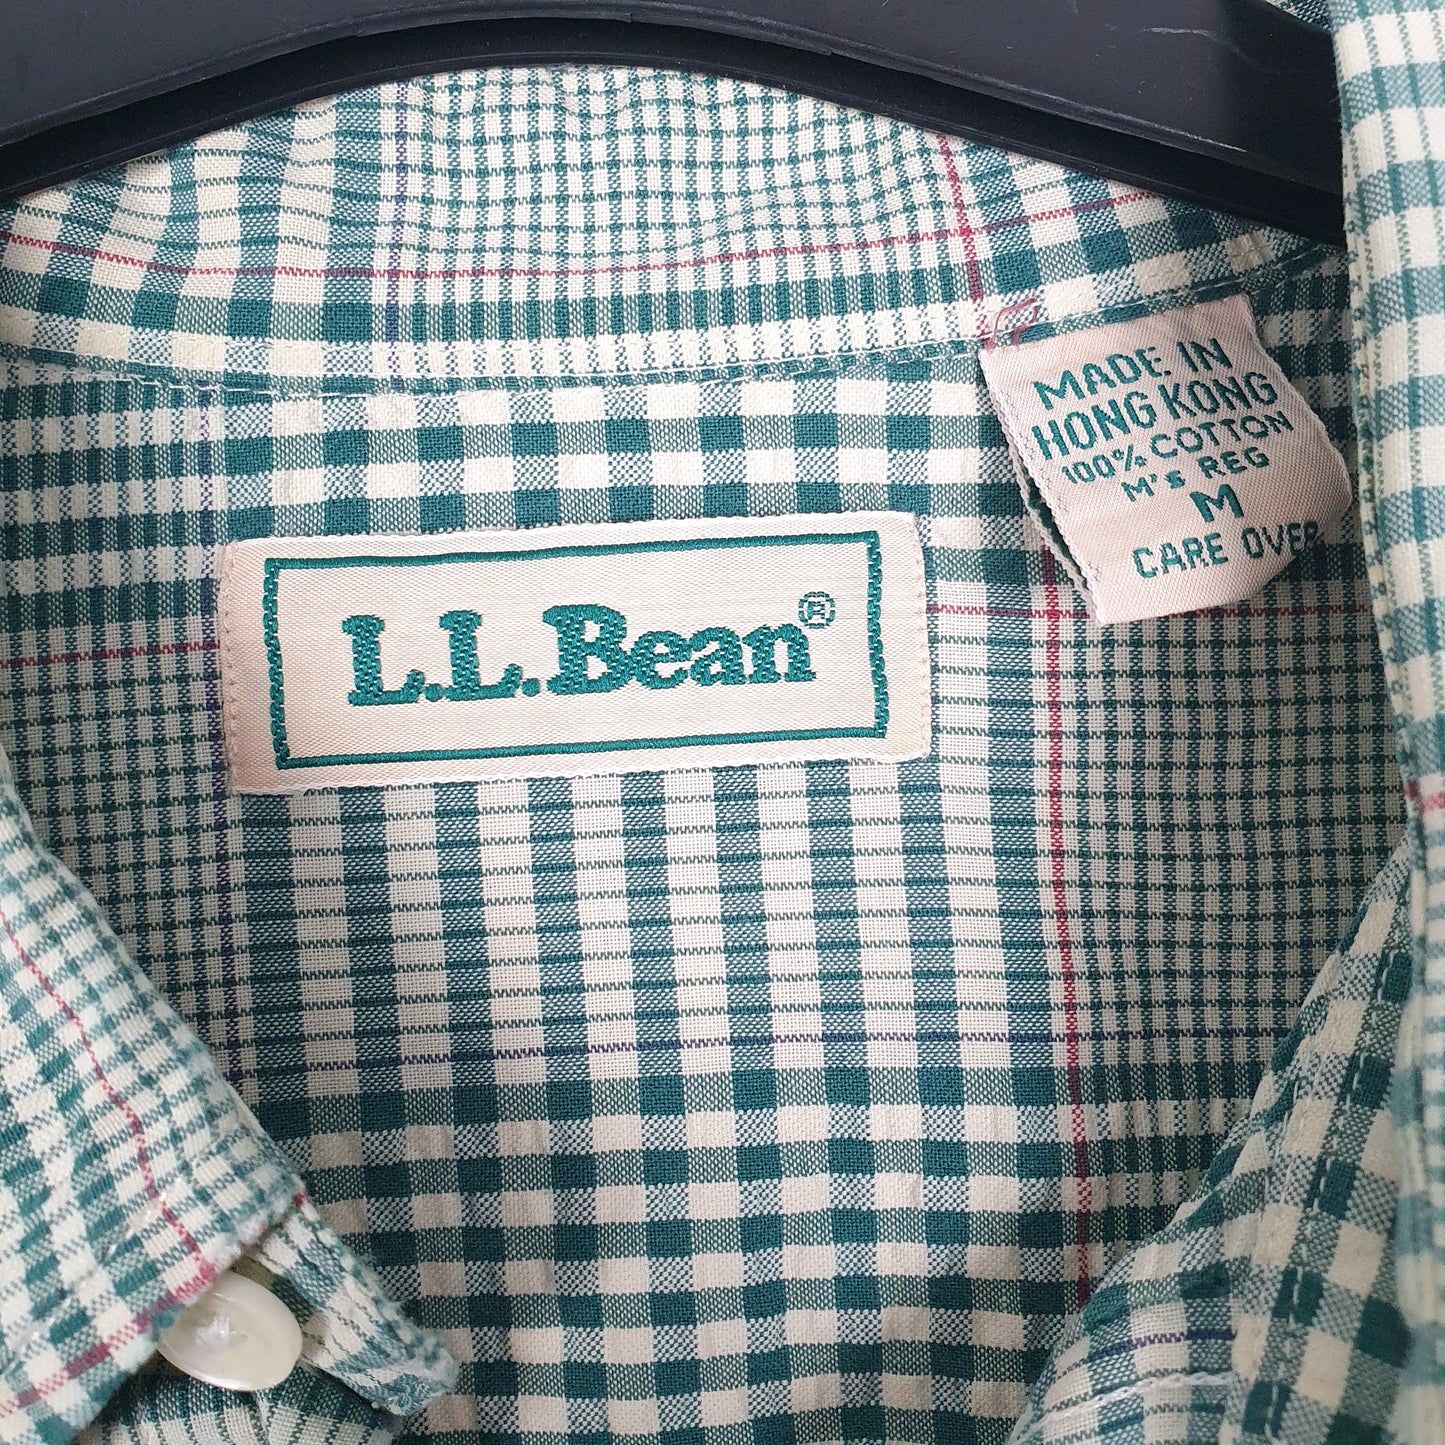 L.L.Bean®
MADE IN
HONG KONG
100% COTTON
M'S REG
M
CARE OVER